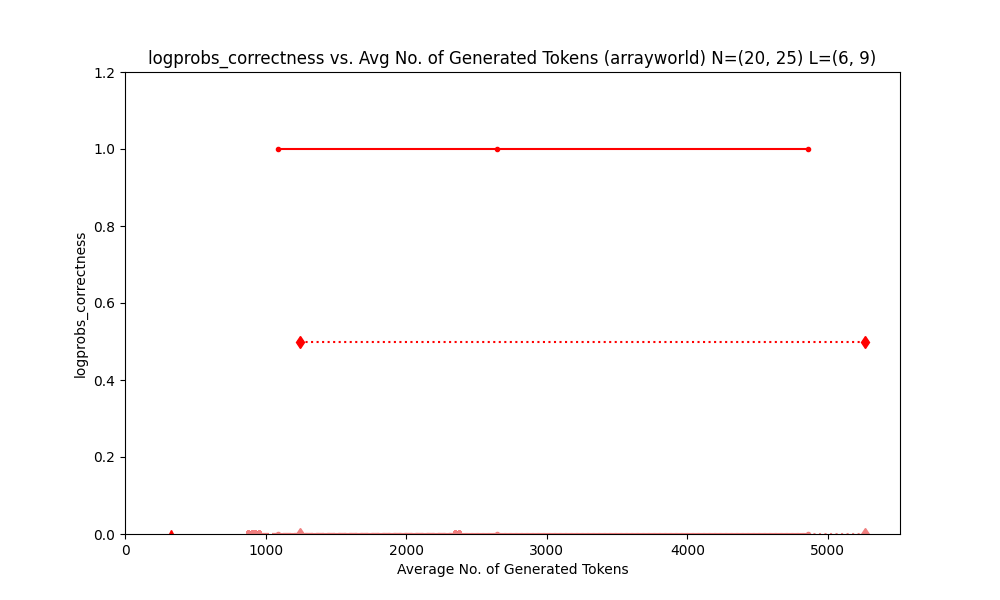 logprobs_correctness vs. Avg No. of Generated Tokens (arrayworld) N=(20, 25) L=(6, 9)
1.2
1.0
0.8
0.6
0.4
0.2
0.0
logprobs_correctness
0 1000 2000 3000 4000 5000
Average No. of Generated Tokens